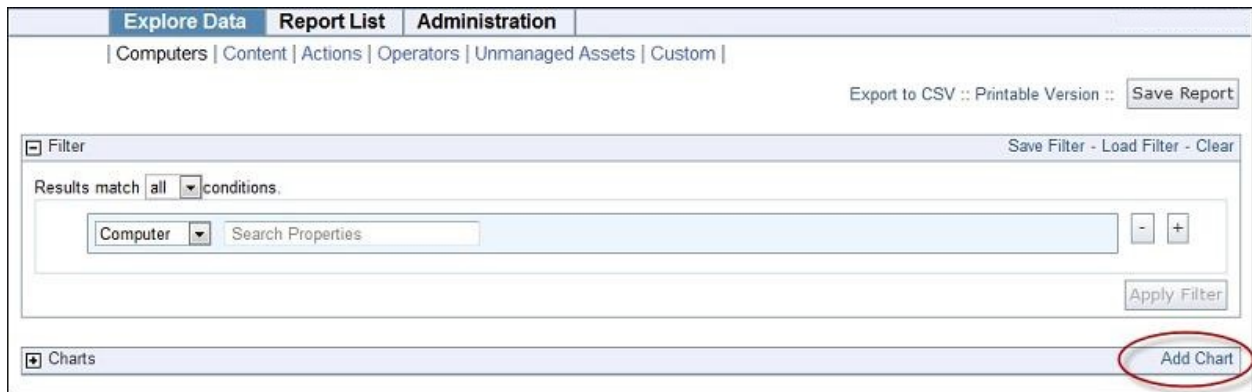 Explore Data Report List Administration
| Computers | Content | Actions | Operators | Unmanaged Assets | Custom |
Export to CSV :: Printable Version :: Save Report
Filter Save Filter - Load Filter - Clear
Results match all conditions.
Computer Search Properties - +
Apply Filter
Charts Add Chart